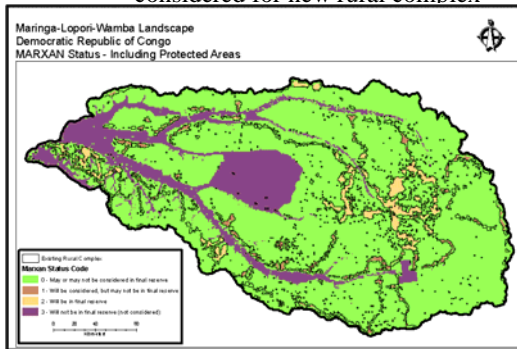 considered for new rural complex
Maringa-Lopori-Wamba Landscape
Democratic Republic of Congo
MARXAN Status - Including Protected Areas
Existing Rural Complex
Marxan Status Code
0 - May or may not be considered in final reserve
1 - Will be considered, but may not be in final reserve
2 - Will be in final reserve
3 - Will not be in final reserve (not considered)